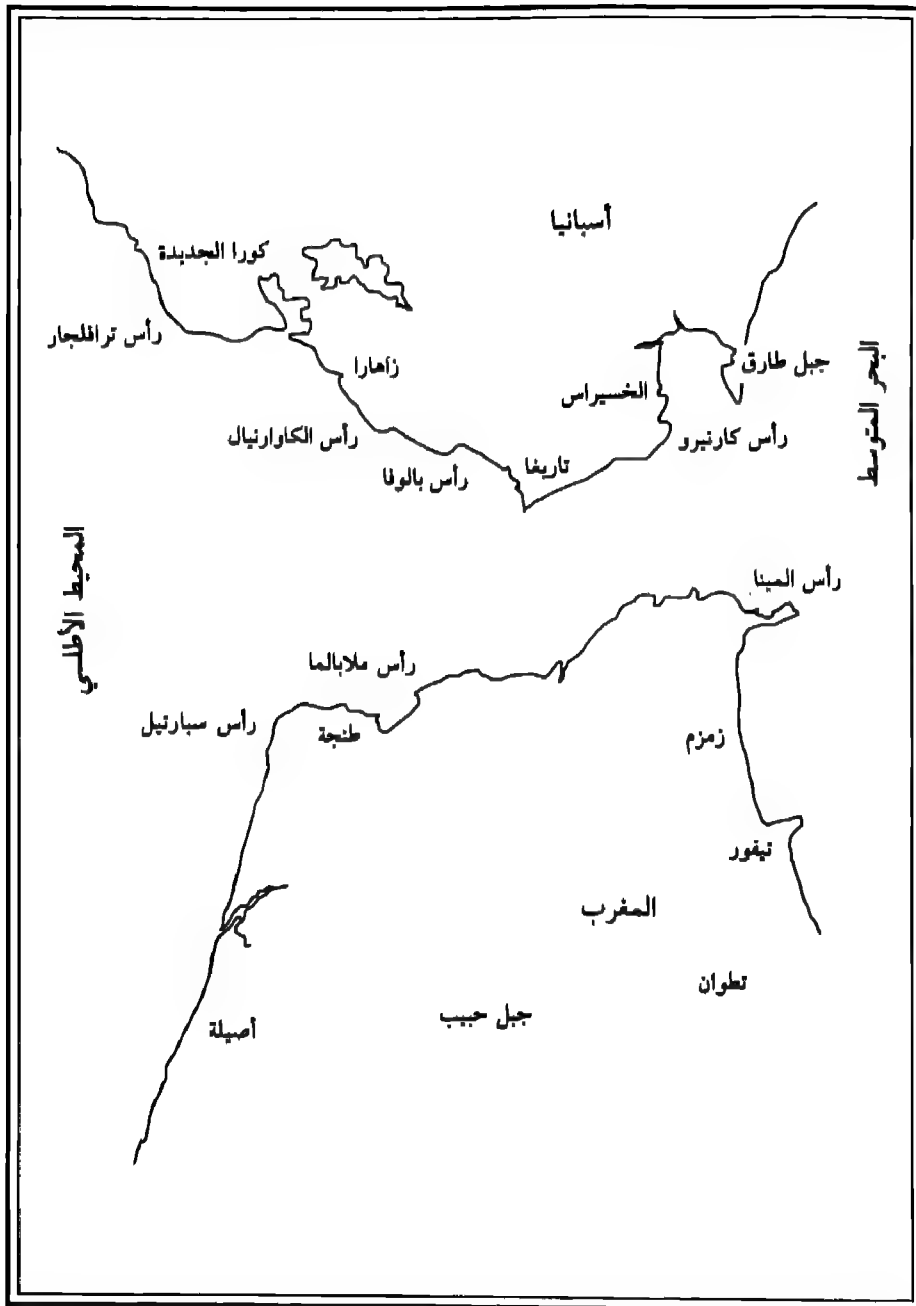 أسبانيا
كورا الجديدة
رأس ترافلجار
زاهارا
جبل طارق
البحر المتوسط
الخسيراس
رأس الكاوارنيال
رأس كارنيرو
تاريفا
رأس بالوفا
المحيط الأطلسي
رأس المينا
رأس ملابالما
رأس سبارتيل
طنجة
زمزم
نيفور
المغرب
تطوان
جبل حبيب
أصيلة